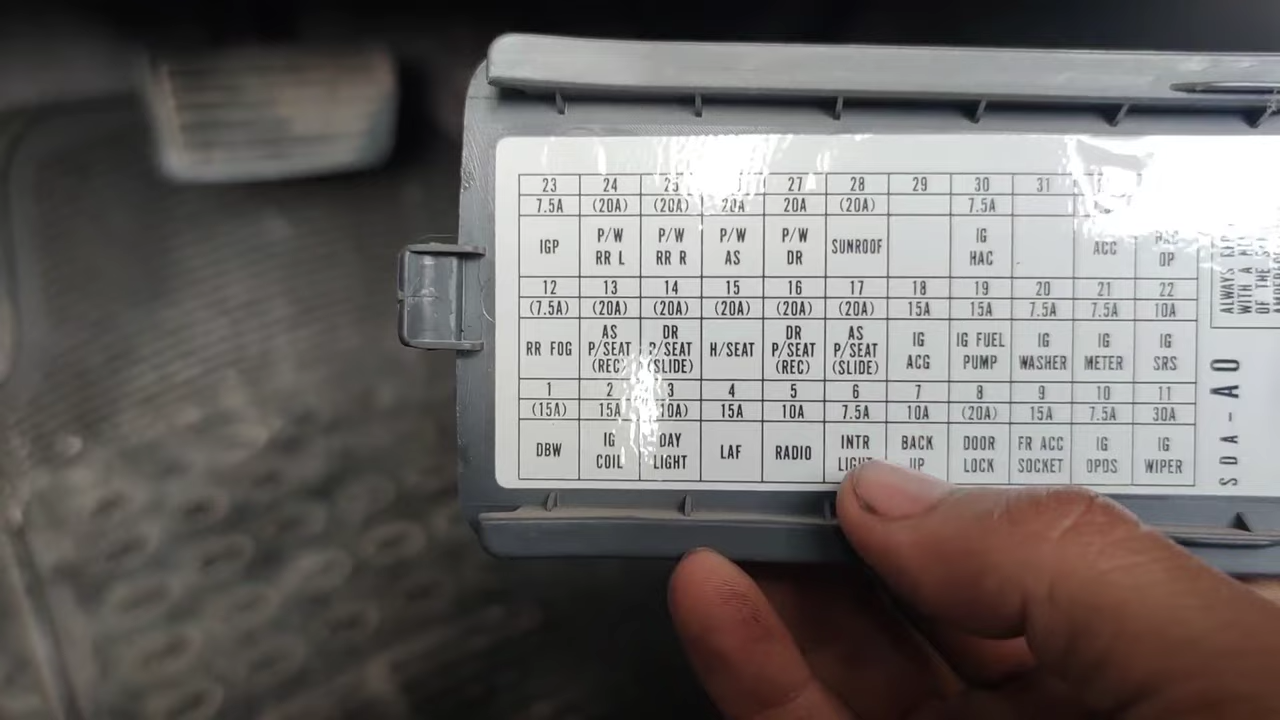 23 24 25 27 28 29 30 31
7.5A (20A) (20A) 20A 20A (20A) 7.5A
IGP P/W P/W P/W P/W SUNROOF IG ACC
RR L RR R AS DR HAC OP
12 13 14 15 16 17 18 19 20 21 22
(7.5A) (20A) (20A) (20A) (20A) (20A) 15A 15A 7.5A 7.5A 10A
RR FOG AS DR H/SEAT DR AS IG IG FUEL IG IG IG
P/SEAT P/SEAT P/SEAT P/SEAT ACG PUMP WASHER METER SRS
(REC) (SLIDE) (REC) (SLIDE)
1 2 3 4 5 6 7 8 9 10 11
(15A) 15A 15A 10A 7.5A 10A (20A) 15A 7.5A 30A
DBW IG DAY LAF RADIO INTR BACK DOOR FR ACC IG IG
COIL LIGHT LIGHT UP LOCK SOCKET OPDS WIPER
SDA-A0
WITH A
OF THE